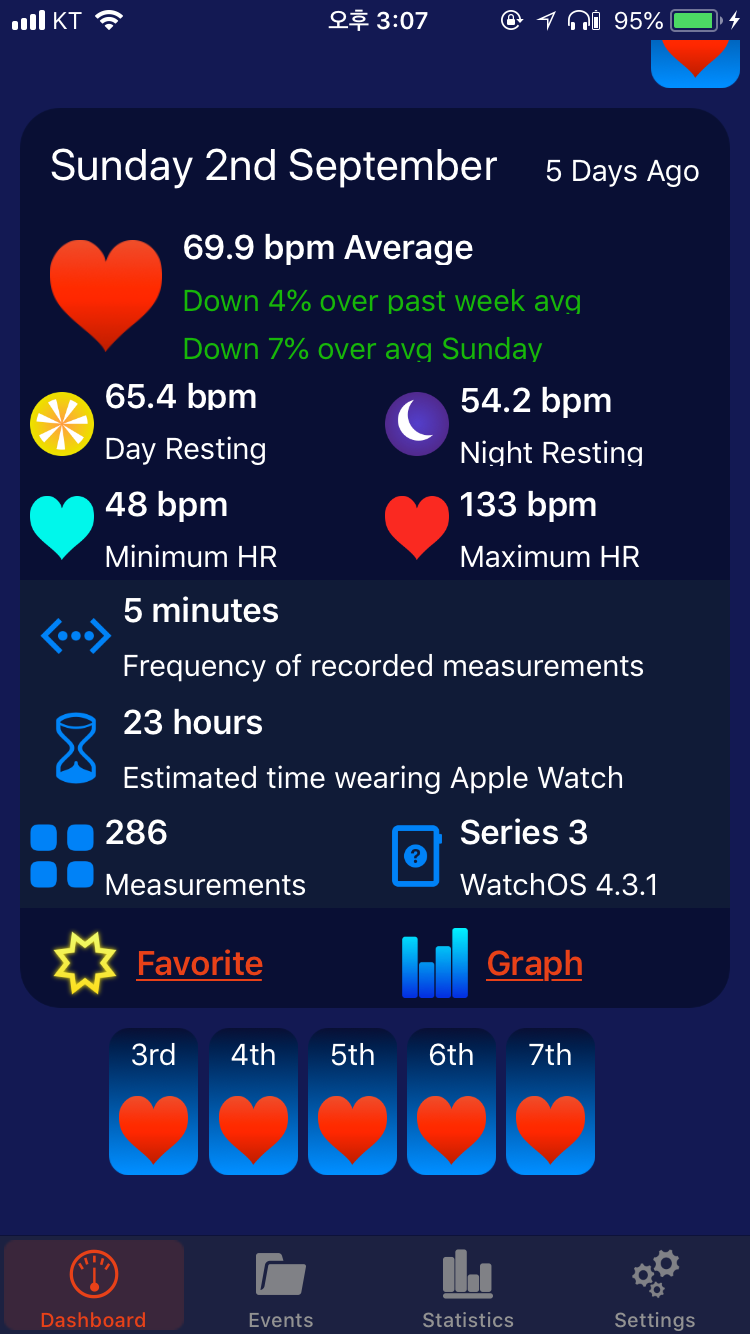 KT 오후 3:07 95%
Sunday 2nd September 5 Days Ago
69.9 bpm Average
Down 4% over past week avg
Down 7% over avg Sunday
65.4 bpm 54.2 bpm
Day Resting Night Resting
48 bpm 133 bpm
Minimum HR Maximum HR
5 minutes
Frequency of recorded measurements
23 hours
Estimated time wearing Apple Watch
286 Series 3
Measurements ? WatchOS 4.3.1
Favorite Graph
3rd 4th 5th 6th 7th
Dashboard Events Statistics Settings